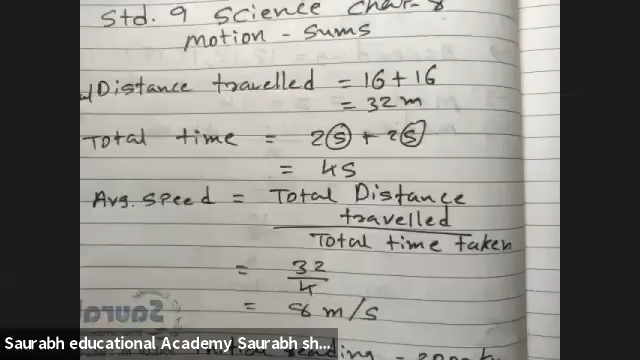 Std. 9 Science Chap-8
Motion - Sums
Distance travelled = 16 + 16
= 32 m
Total time = 2 s + 2 s
= 4s
Avg. speed = Total Distance
travelled
Total time taken
= 32
4
= 8 m/s
Saurabh educational Academy Saurabh sh...